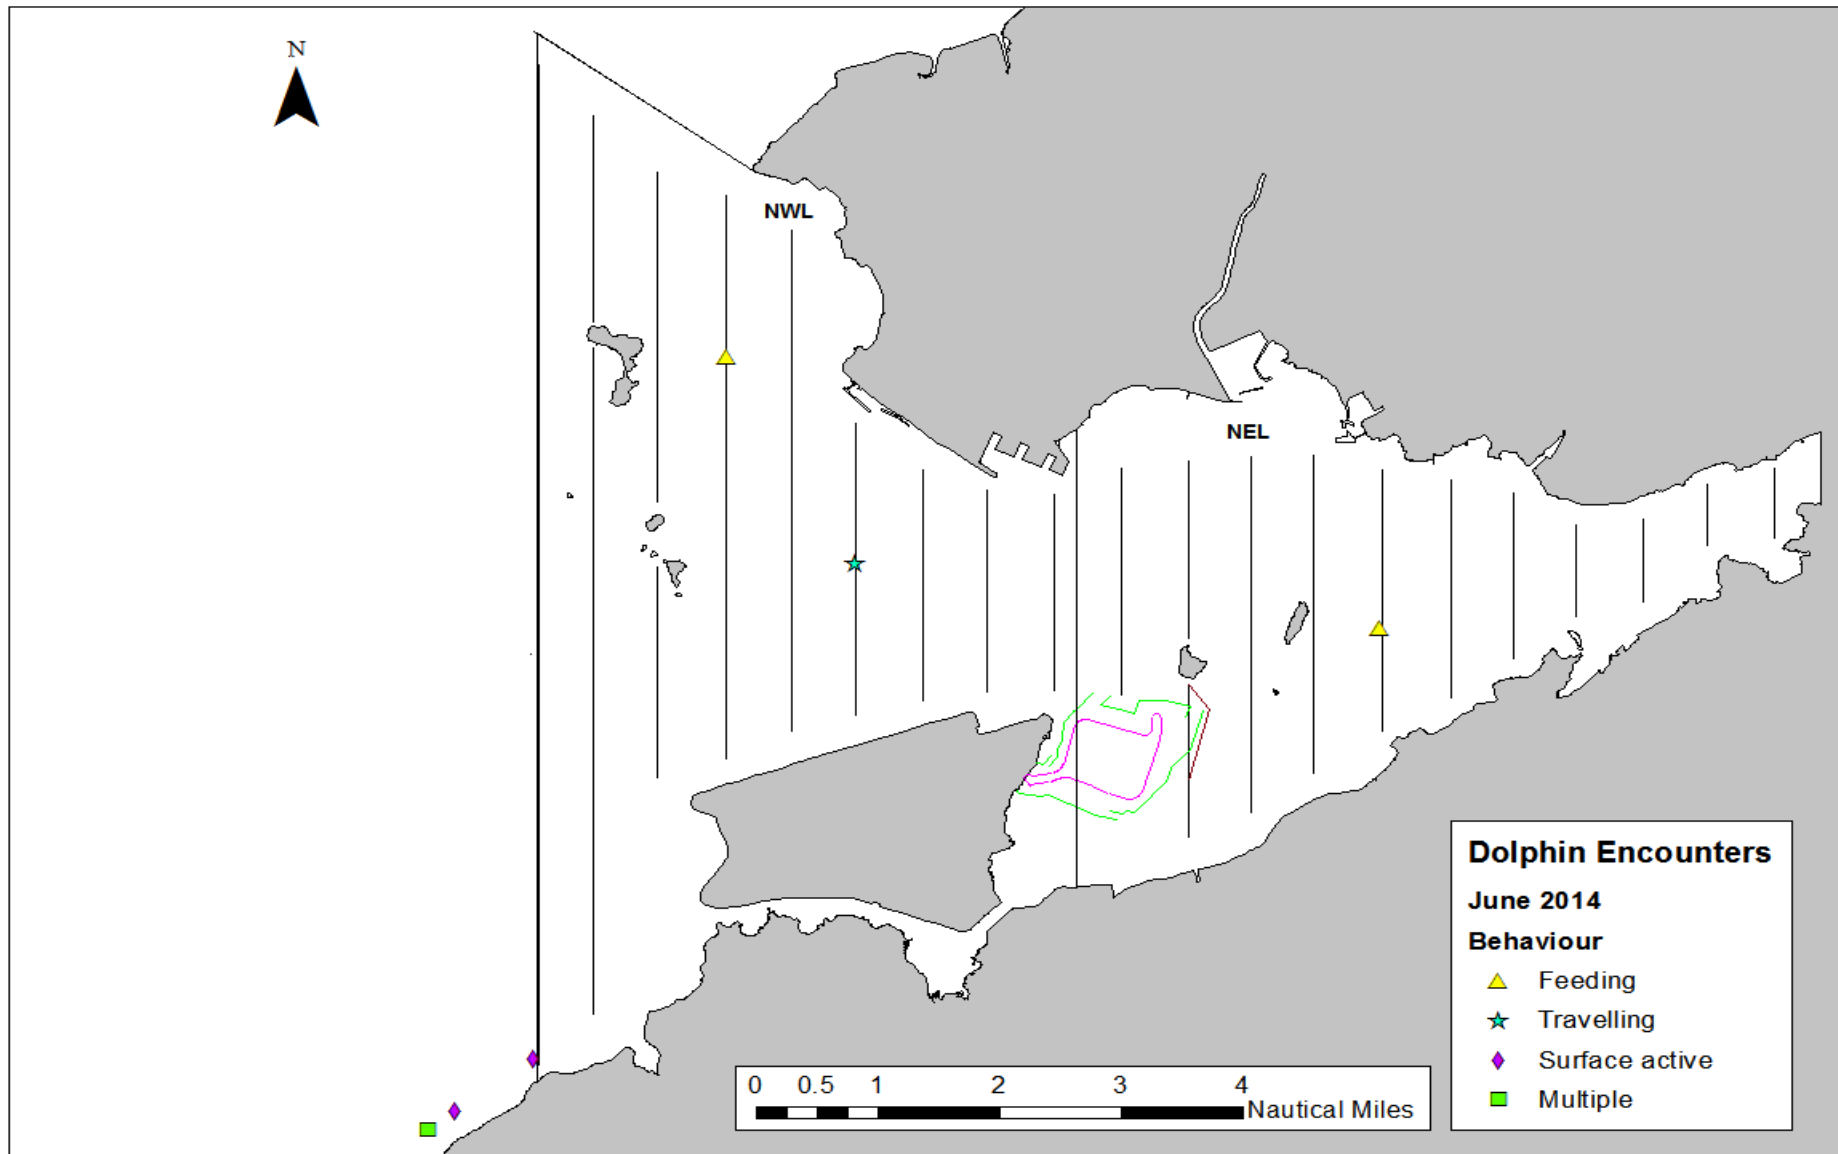 N
NWL
NEL
Dolphin Encounters
June 2014
Behaviour
Feeding
Travelling
Surface active
Multiple
0 0.5 1 2 3 4
Nautical Miles